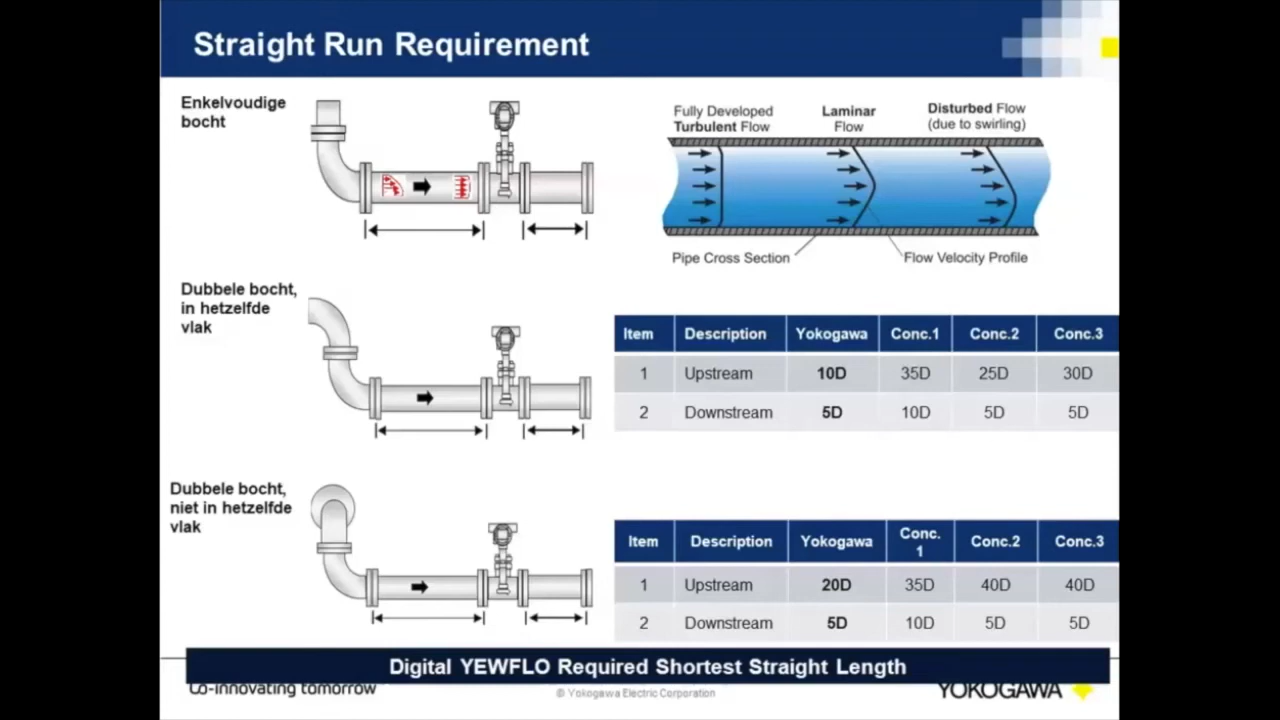 Straight Run Requirement
Enkelvoudige
bocht
Fully Developed
Turbulent Flow
Laminar
Flow
Disturbed Flow
(due to swirling)
Pipe Cross Section
Flow Velocity Profile
Dubbele bocht,
in hetzelfde
vlak
Item Description Yokogawa Conc.1 Conc.2 Conc.3
1 Upstream 10D 35D 25D 30D
2 Downstream 5D 10D 5D 5D
Dubbele bocht,
niet in hetzelfde
vlak
Item Description Yokogawa Conc. 1 Conc.2 Conc.3
1 Upstream 20D 35D 40D 40D
2 Downstream 5D 10D 5D 5D
Digital YEWFLO Required Shortest Straight Length
Co-innovating tomorrow
© Yokogawa Electric Corporation
YOKOGAWA